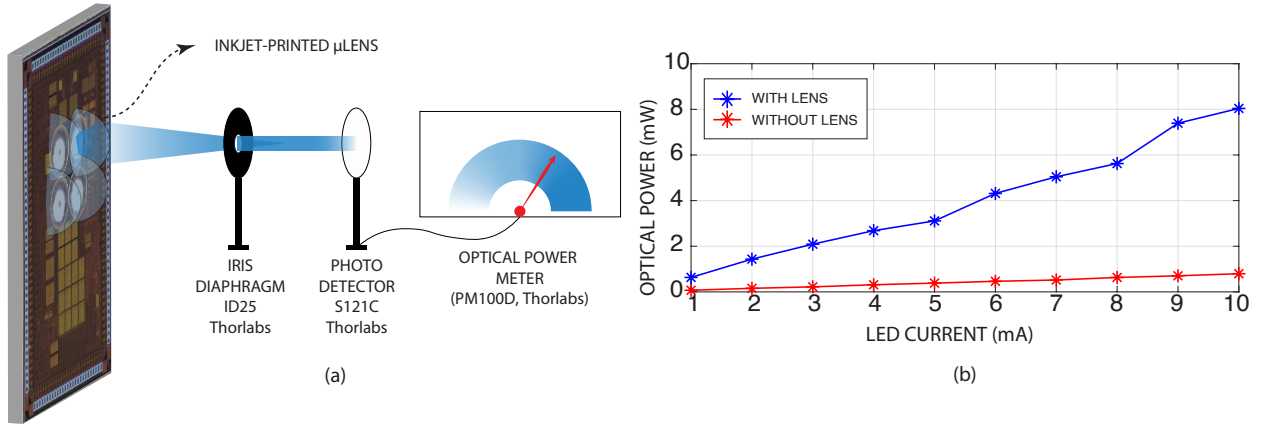 INKJET-PRINTED µLENS
IRIS
DIAPHRAGM
ID25
Thorlabs
PHOTO
DETECTOR
S121C
Thorlabs
OPTICAL POWER
METER
(PM100D, Thorlabs)
(a)
OPTICAL POWER (mW)
10
8
6
4
2
0
WITH LENS
WITHOUT LENS
1 2 3 4 5 6 7 8 9 10
LED CURRENT (mA)
(b)